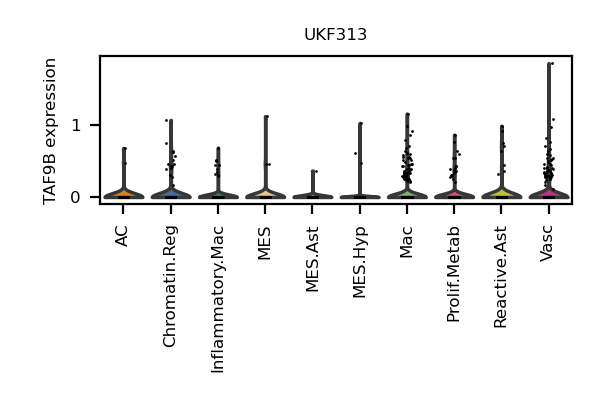 UKF313
TAF9B expression
1
0
AC
Chromatin.Reg
Inflammatory.Mac
MES
MES.Ast
MES.Hyp
Mac
Prolif.Metab
Reactive.Ast
Vasc